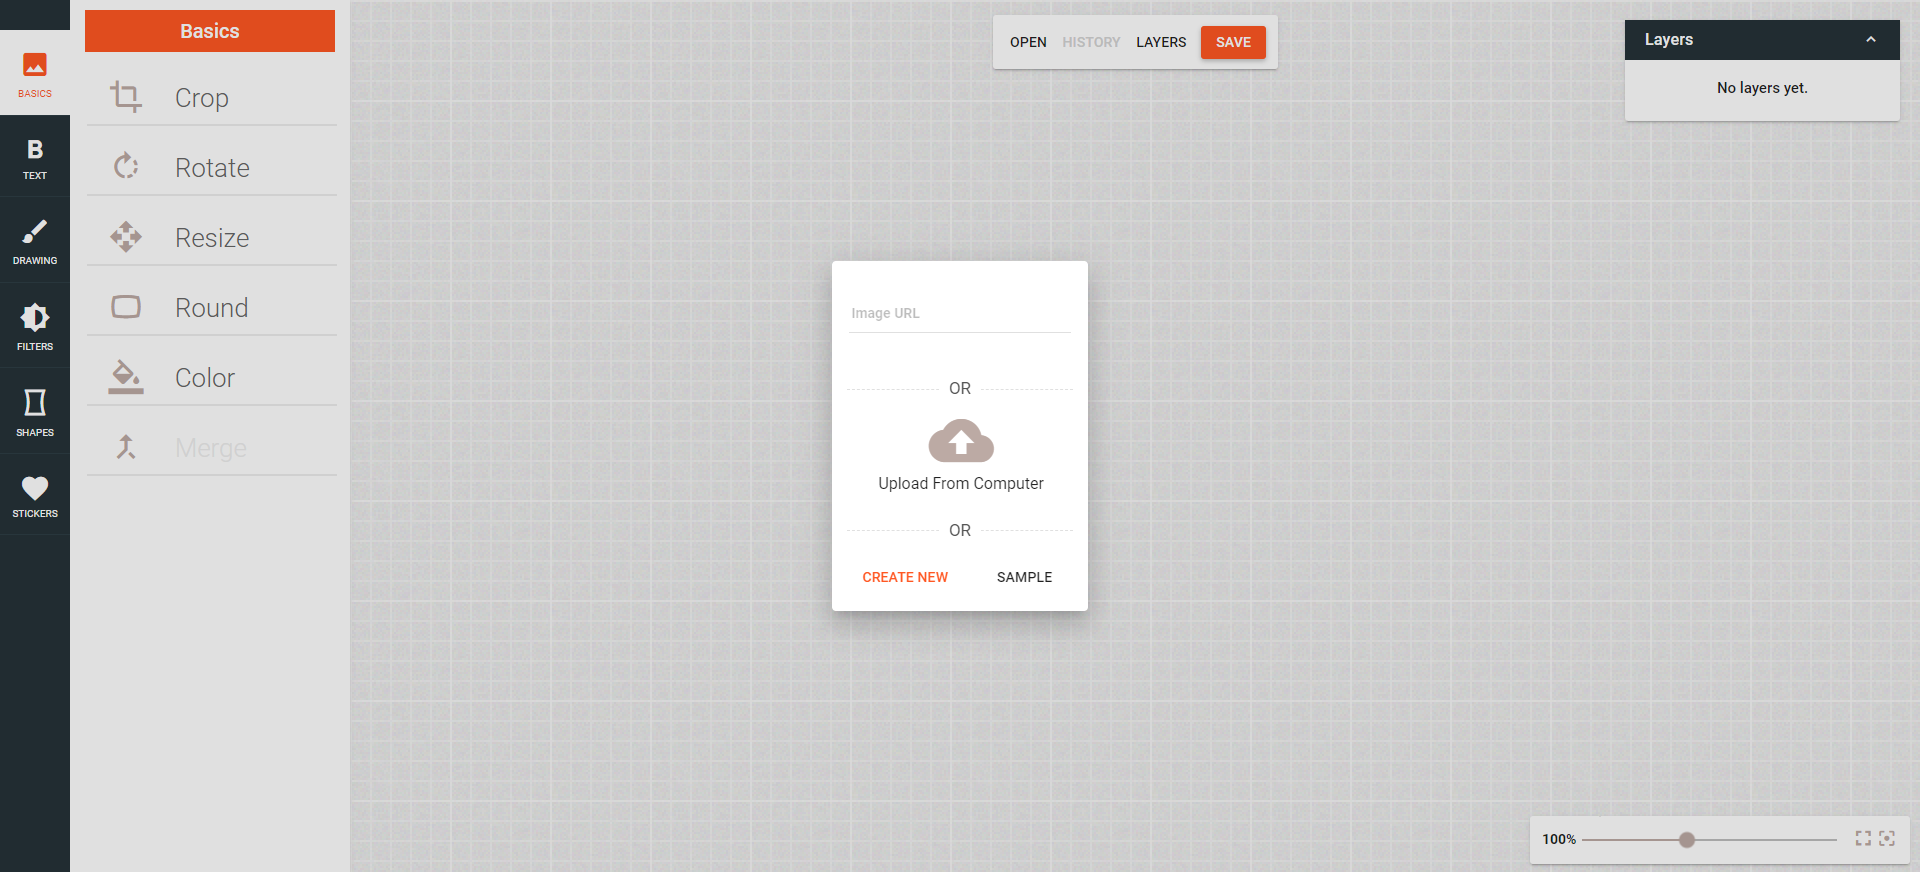 BASICS
TEXT
DRAWING
FILTERS
SHAPES
STICKERS
Basics
Crop
Rotate
Resize
Round
Color
Merge
OPEN HISTORY LAYERS SAVE
Image URL
OR
Upload From Computer
OR
CREATE NEW SAMPLE
Layers
No layers yet.
100%